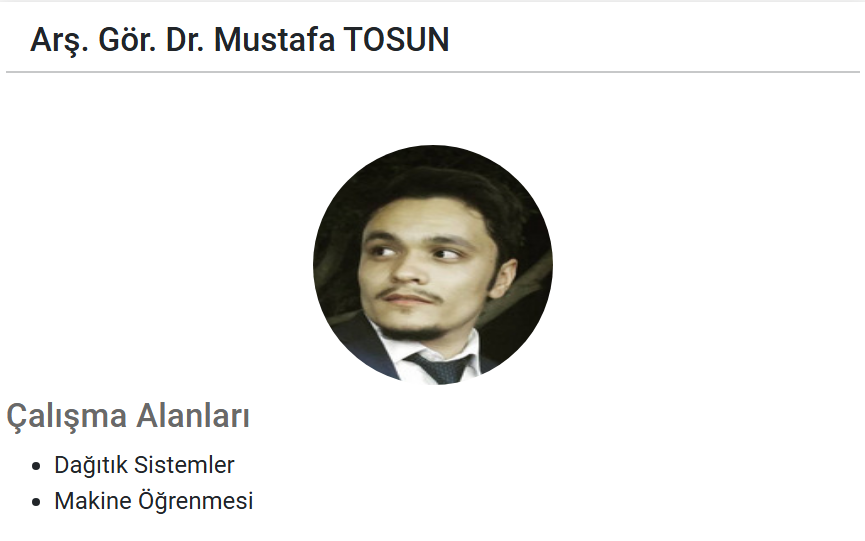 Arş. Gör. Dr. Mustafa TOSUN
Çalışma Alanları
Dağıtık Sistemler
Makine Öğrenmesi